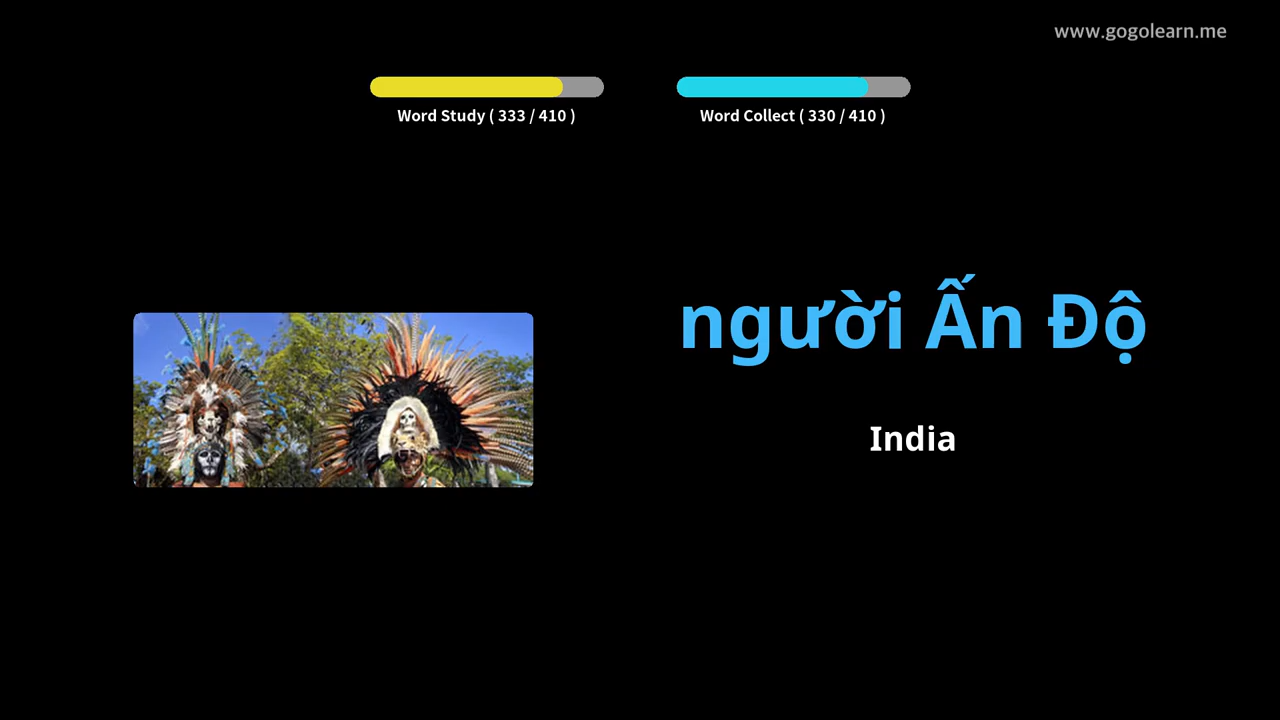 www.gogolearn.me
Word Study ( 333 / 410 )
Word Collect ( 330 / 410 )
người Ấn Độ
India